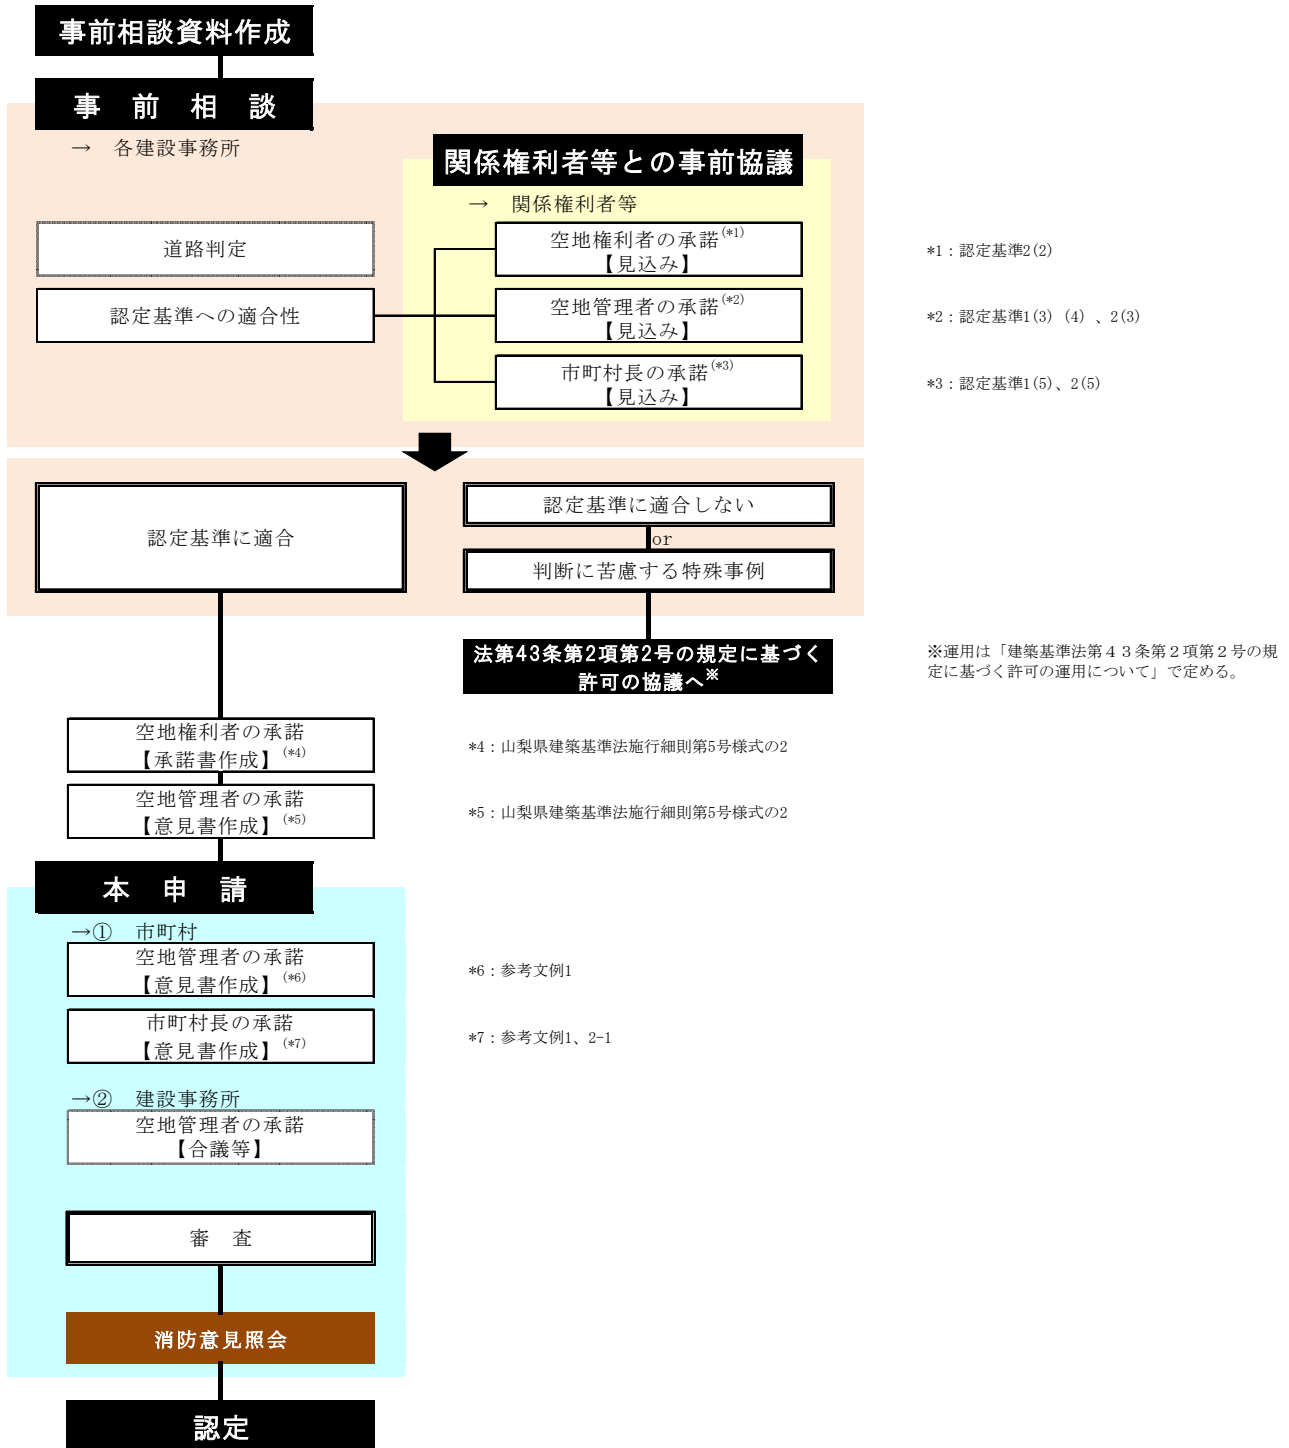 事前相談資料作成
事　前　相　談
→　各建設事務所
関係権利者等との事前協議
→　関係権利者等
道路判定
空地権利者の承諾(*1)
【見込み】
*1：認定基準2(2)
認定基準への適合性
空地管理者の承諾(*2)
【見込み】
*2：認定基準1(3)（4）、2(3)
市町村長の承諾(*3)
【見込み】
*3：認定基準1(5)、2(5)
認定基準に適合
認定基準に適合しない
or
判断に苦慮する特殊事例
法第43条第2項第2号の規定に基づく
許可の協議へ※
※運用は「建築基準法第４３条第２項第２号の規
定に基づく許可の運用について」で定める。
空地権利者の承諾
【承諾書作成】(*4)
*4：山梨県建築基準法施行細則第5号様式の2
空地管理者の承諾
【意見書作成】(*5)
*5：山梨県建築基準法施行細則第5号様式の2
本　申　請
→①　市町村
空地管理者の承諾
【意見書作成】(*6)
*6：参考文例1
市町村長の承諾
【意見書作成】(*7)
*7：参考文例1、2-1
→②　建設事務所
空地管理者の承諾
【合議等】
審　査
消防意見照会
認定